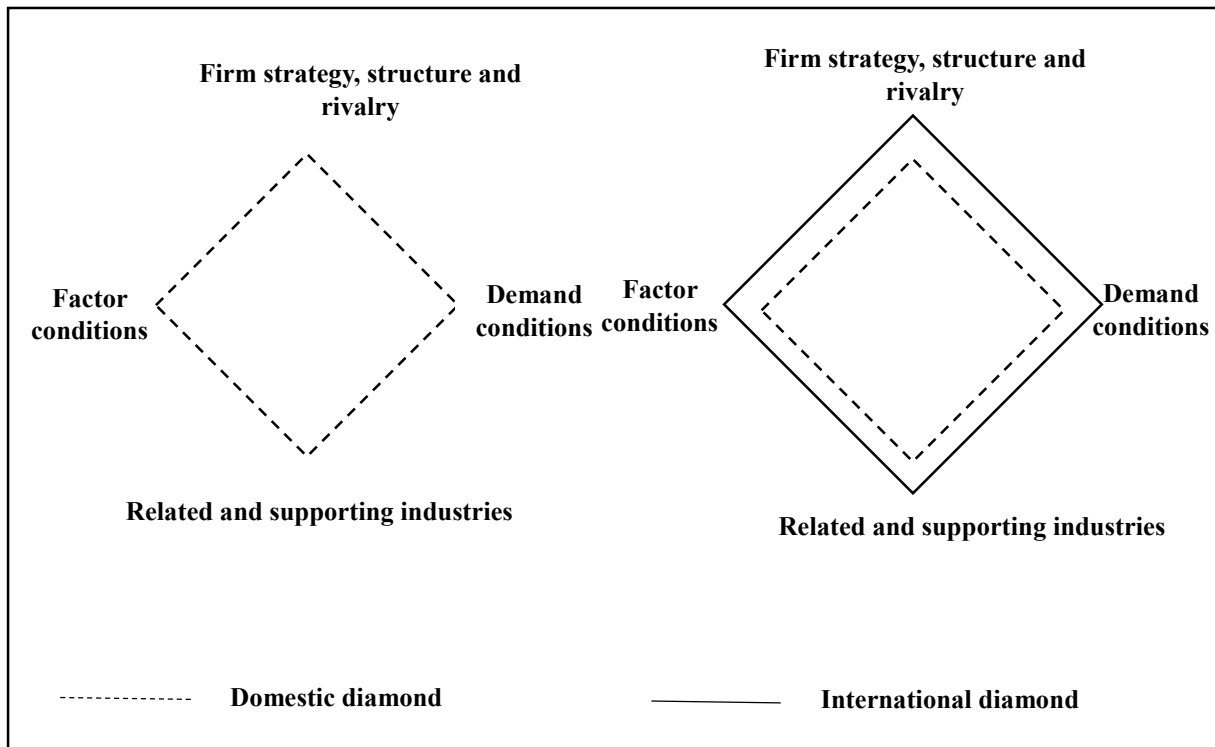 Firm strategy, structure and
rivalry
Factor
conditions
Demand
conditions
Related and supporting industries
Firm strategy, structure and
rivalry
Factor
conditions
Demand
conditions
Related and supporting industries
Domestic diamond
International diamond